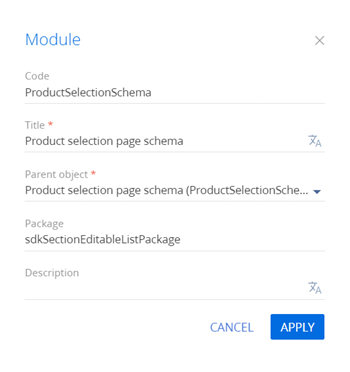 Module
Code
ProductSelectionSchema
Title *
Product selection page schema
Parent object *
Product selection page schema (ProductSelectionSche...
Package
sdkSectionEditableListPackage
Description
CANCEL APPLY